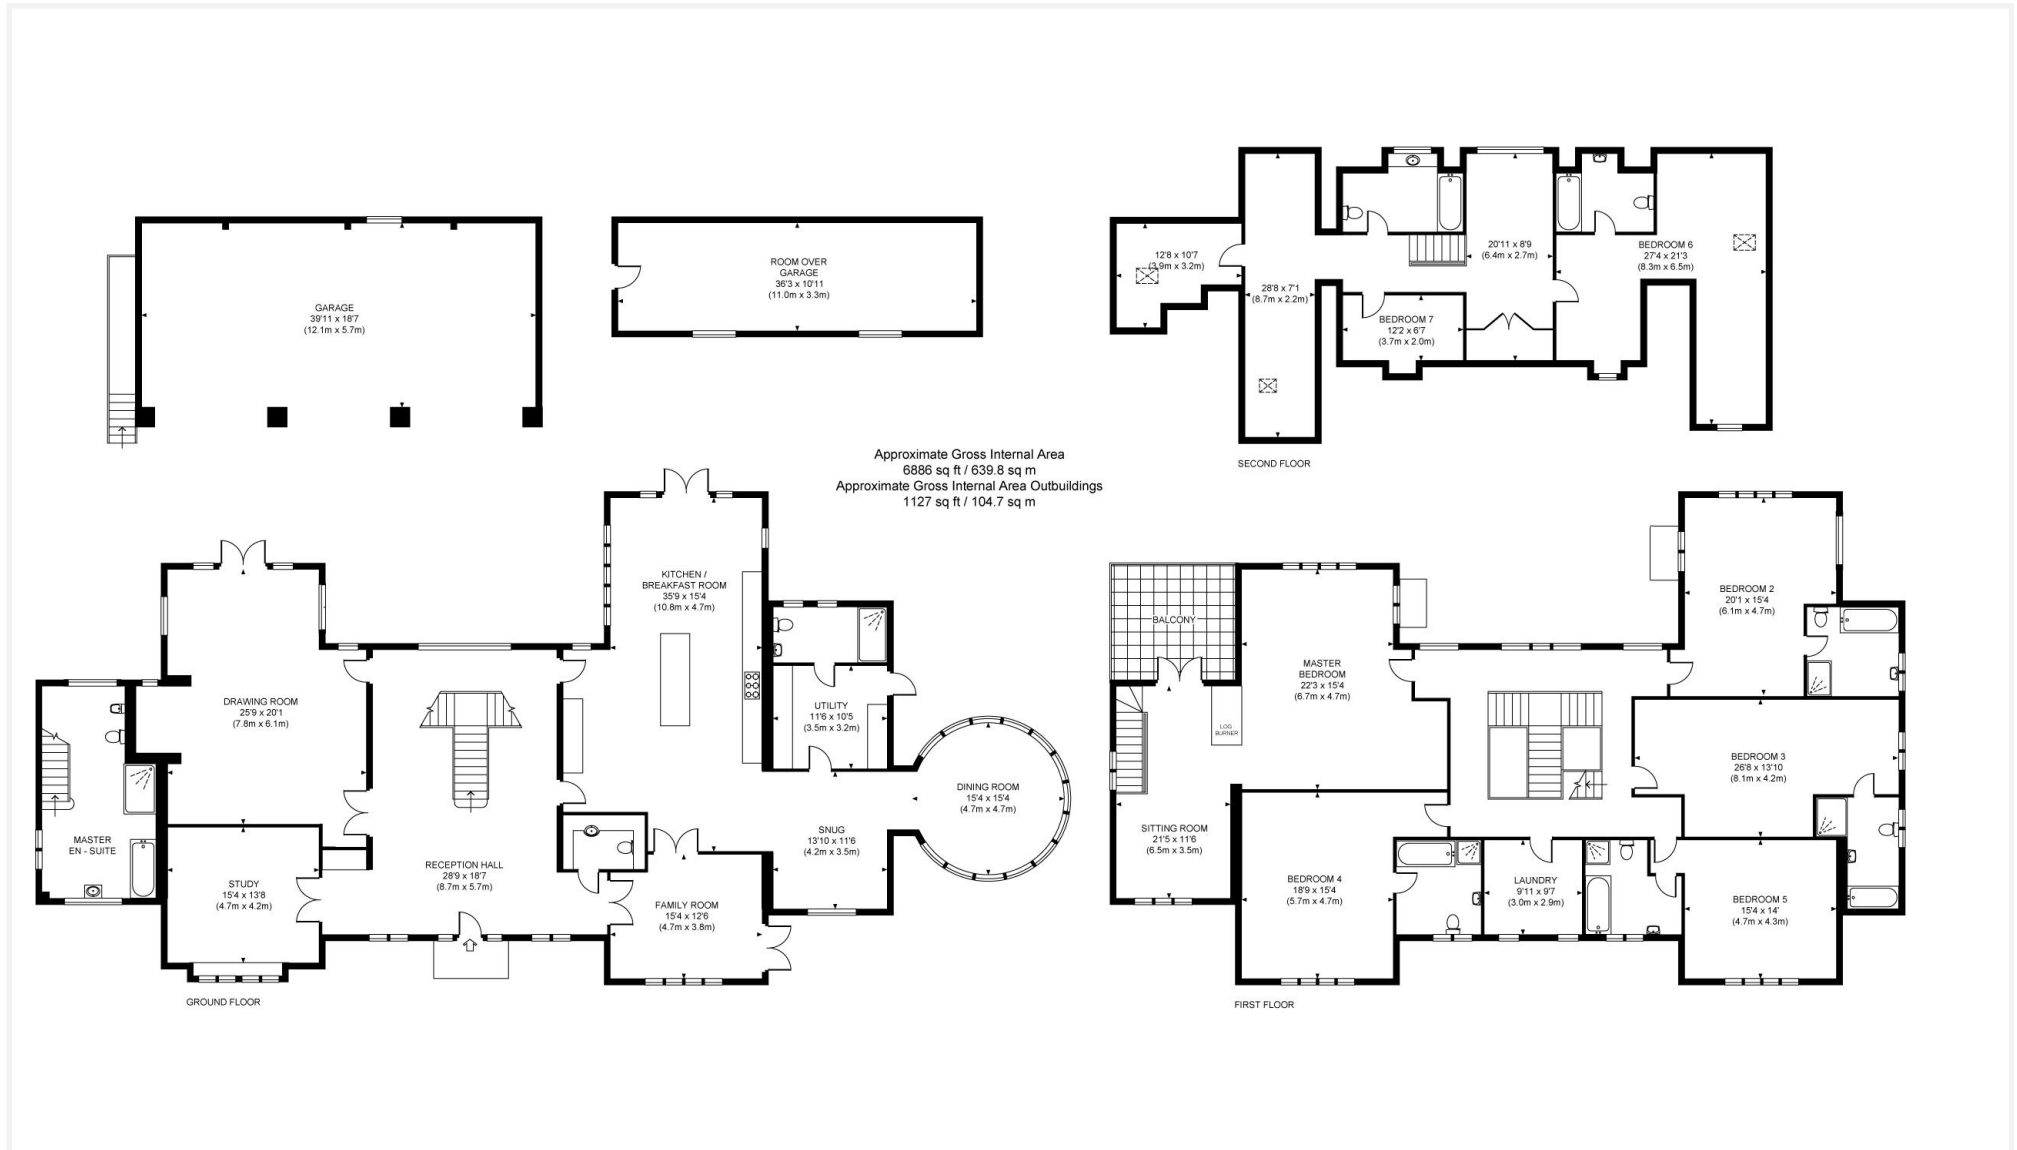 GARAGE
39'11 x 18'7
(12.1m x 5.7m)
ROOM OVER
GARAGE
36'3 x 10'11
(11.0m x 3.3m)
12'8 x 10'7
(3.9m x 3.2m)
28'8 x 7'1
(8.7m x 2.2m)
20'11 x 8'9
(6.4m x 2.7m)
BEDROOM 6
27'4 x 21'3
(8.3m x 6.5m)
BEDROOM 7
12'2 x 6'7
(3.7m x 2.0m)
SECOND FLOOR
Approximate Gross Internal Area
6886 sq ft / 639.8 sq m
Approximate Gross Internal Area Outbuildings
1127 sq ft / 104.7 sq m
KITCHEN /
BREAKFAST ROOM
35'9 x 15'4
(10.8m x 4.7m)
DRAWING ROOM
25'9 x 20'1
(7.8m x 6.1m)
UTILITY
11'6 x 10'5
(3.5m x 3.2m)
DINING ROOM
15'4 x 15'4
(4.7m x 4.7m)
SNUG
13'10 x 11'6
(4.2m x 3.5m)
MASTER
EN - SUITE
STUDY
15'4 x 13'8
(4.7m x 4.2m)
RECEPTION HALL
28'9 x 18'7
(8.7m x 5.7m)
FAMILY ROOM
15'4 x 12'6
(4.7m x 3.8m)
GROUND FLOOR
BALCONY
BEDROOM 2
20'1 x 15'4
(6.1m x 4.7m)
MASTER
BEDROOM
22'3 x 15'4
(6.7m x 4.7m)
LOG
BURNER
BEDROOM 3
26'8 x 13'10
(8.1m x 4.2m)
SITTING ROOM
21'5 x 11'6
(6.5m x 3.5m)
BEDROOM 4
18'9 x 15'4
(5.7m x 4.7m)
LAUNDRY
9'11 x 9'7
(3.0m x 2.9m)
BEDROOM 5
15'4 x 14'
(4.7m x 4.3m)
FIRST FLOOR